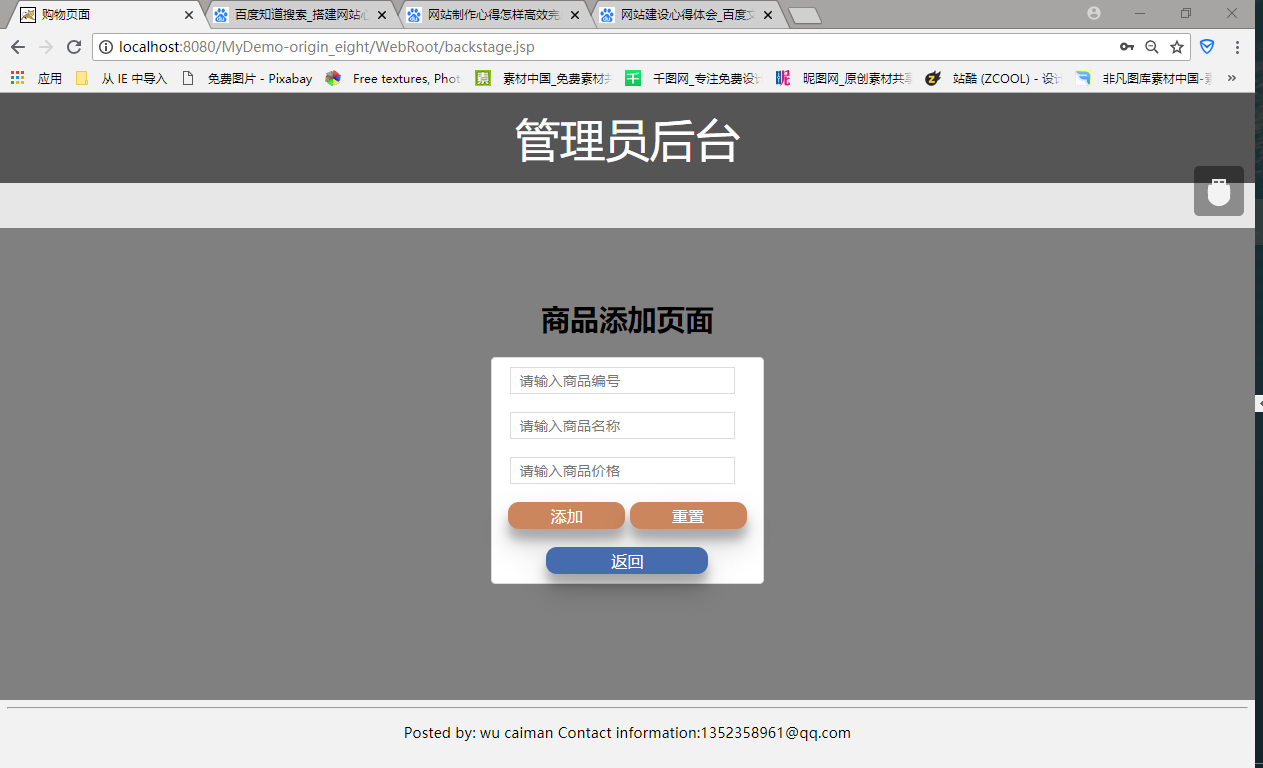 购物页面
百度知道搜索_搭建网站
网站制作心得怎样高效完
网站建设心得体会_百度文
localhost:8080/MyDemo-origin_eight/WebRoot/backstage.jsp
应用
从 IE 中导入
免费图片 - Pixabay
Free textures, Phot
素材中国_免费素材
千图网_专注免费设
昵图网_原创素材共
站酷 (ZCOOL) - 设
非凡图库素材中国-
»
管理员后台
商品添加页面
请输入商品编号
请输入商品名称
请输入商品价格
添加
重置
返回
Posted by: wu caiman Contact information:1352358961@qq.com